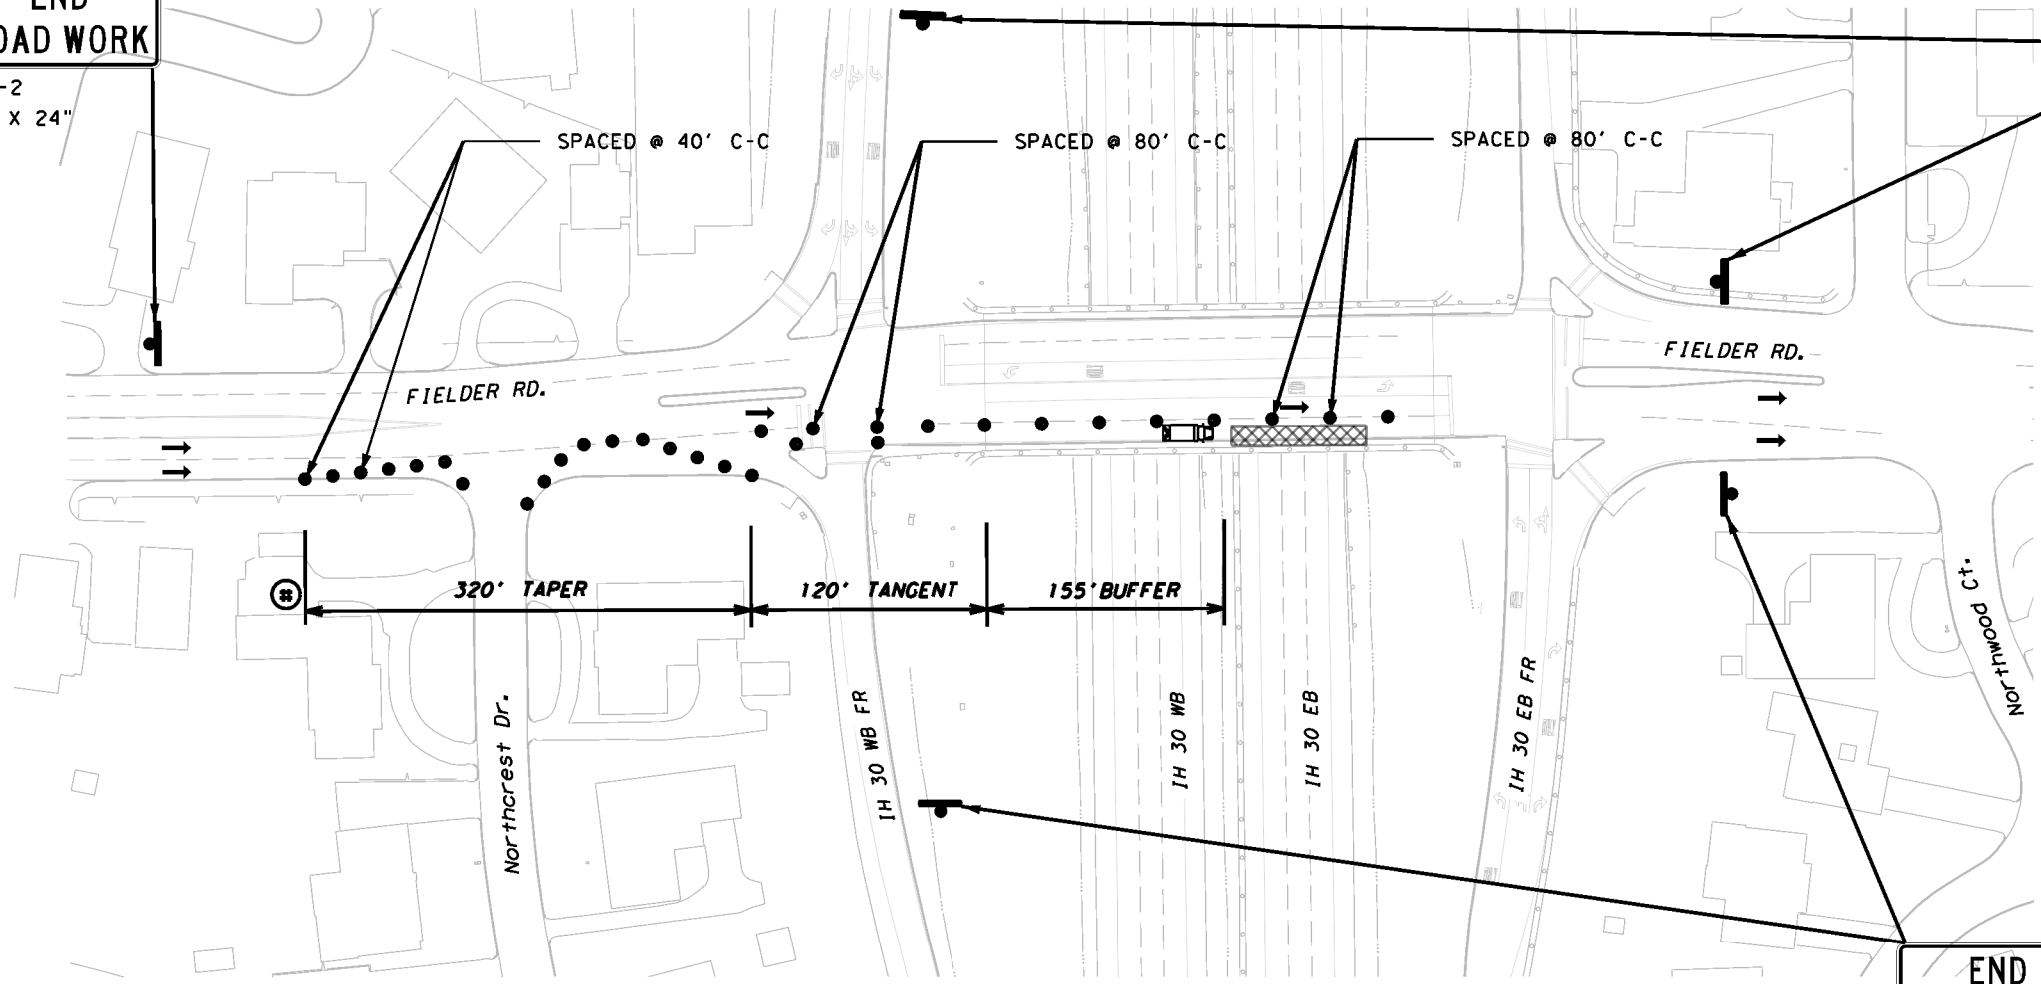 END
OAD WORK
-2
X 24"
SPACED @ 40' C-C
SPACED @ 80' C-C
SPACED @ 80' C-C
FIELDER RD.
FIELDER RD.
320' TAPER
120' TANGENT
155' BUFFER
Northcrest Dr.
IH 30 WB FR
IH 30 WB
IH 30 EB
IH 30 EB FR
Northwood Ct.
END